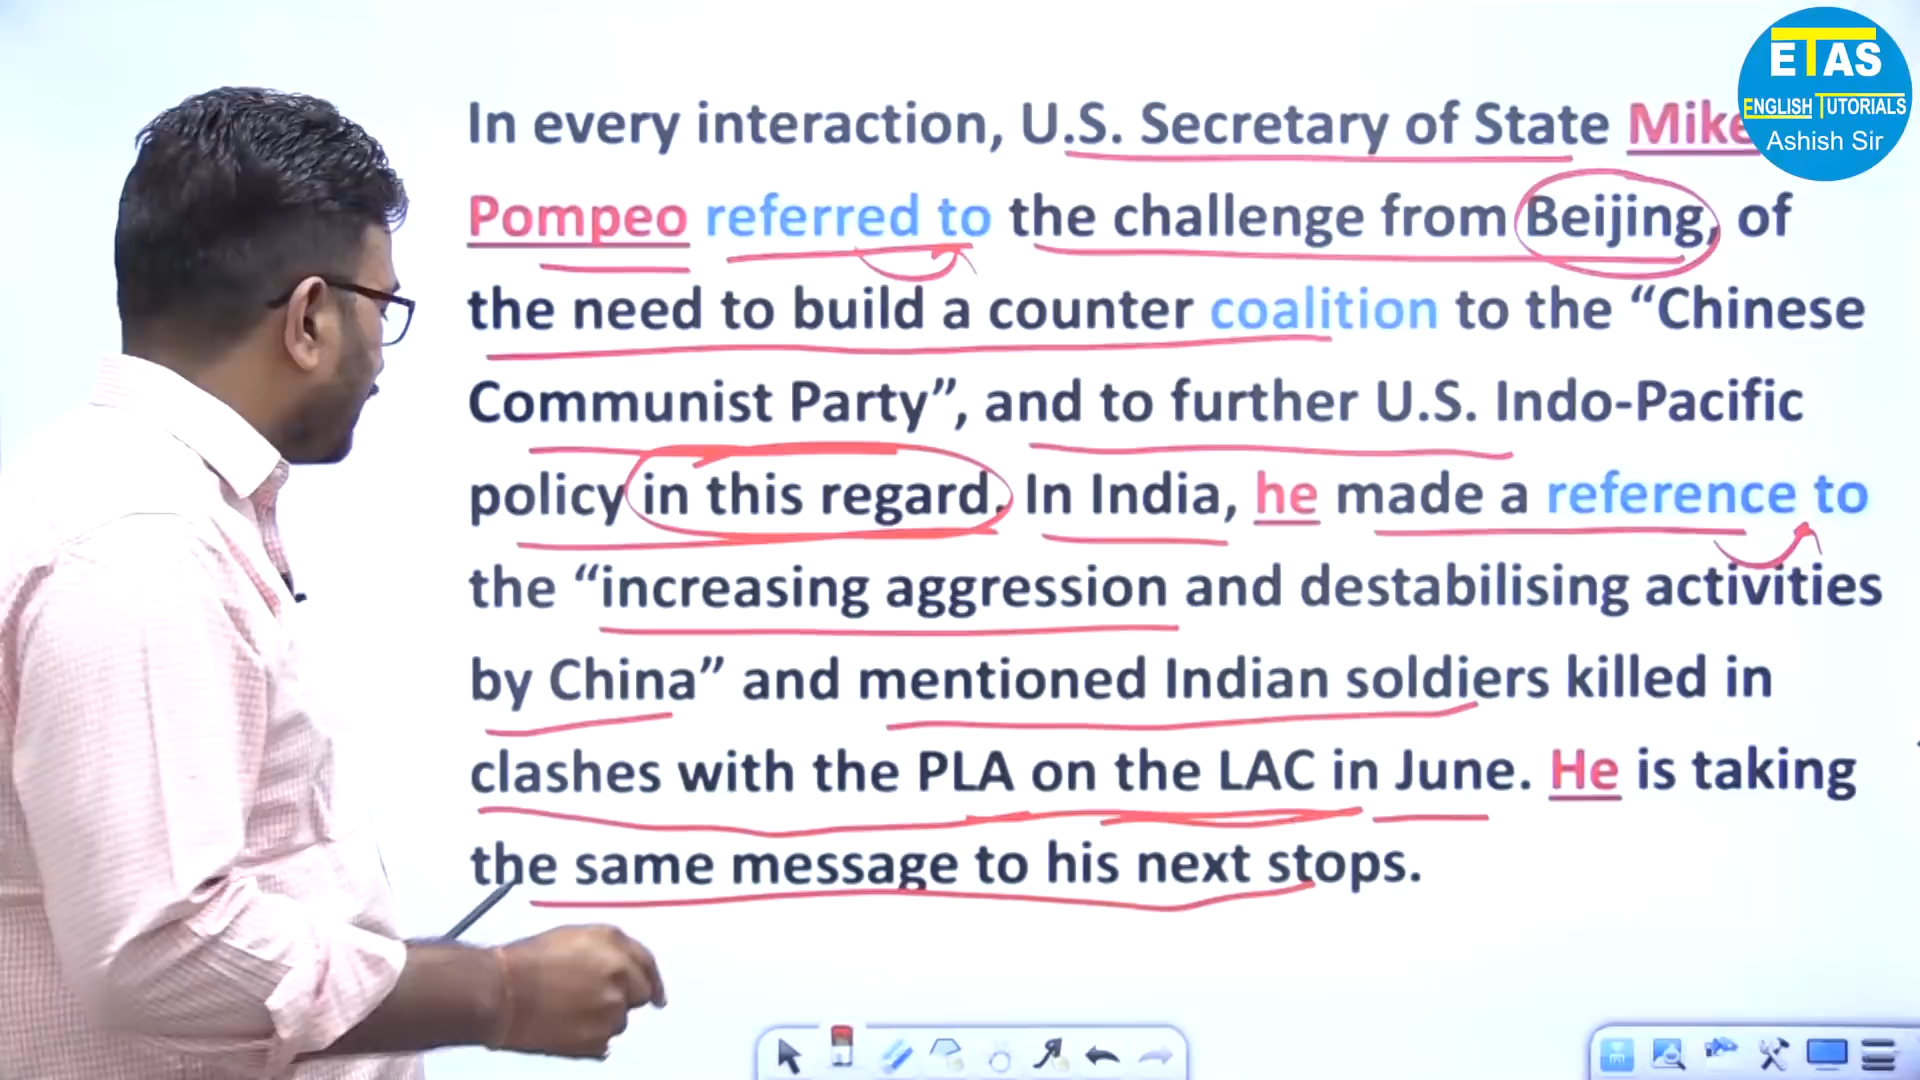 In every interaction, U.S. Secretary of State Mike
Pompeo referred to the challenge from Beijing, of
the need to build a counter coalition to the “Chinese
Communist Party”, and to further U.S. Indo-Pacific
policy in this regard. In India, he made a reference to
the “increasing aggression and destabilising activities
by China” and mentioned Indian soldiers killed in
clashes with the PLA on the LAC in June. He is taking
the same message to his next stops.
ETAS
ENGLISH TUTORIALS
Ashish Sir